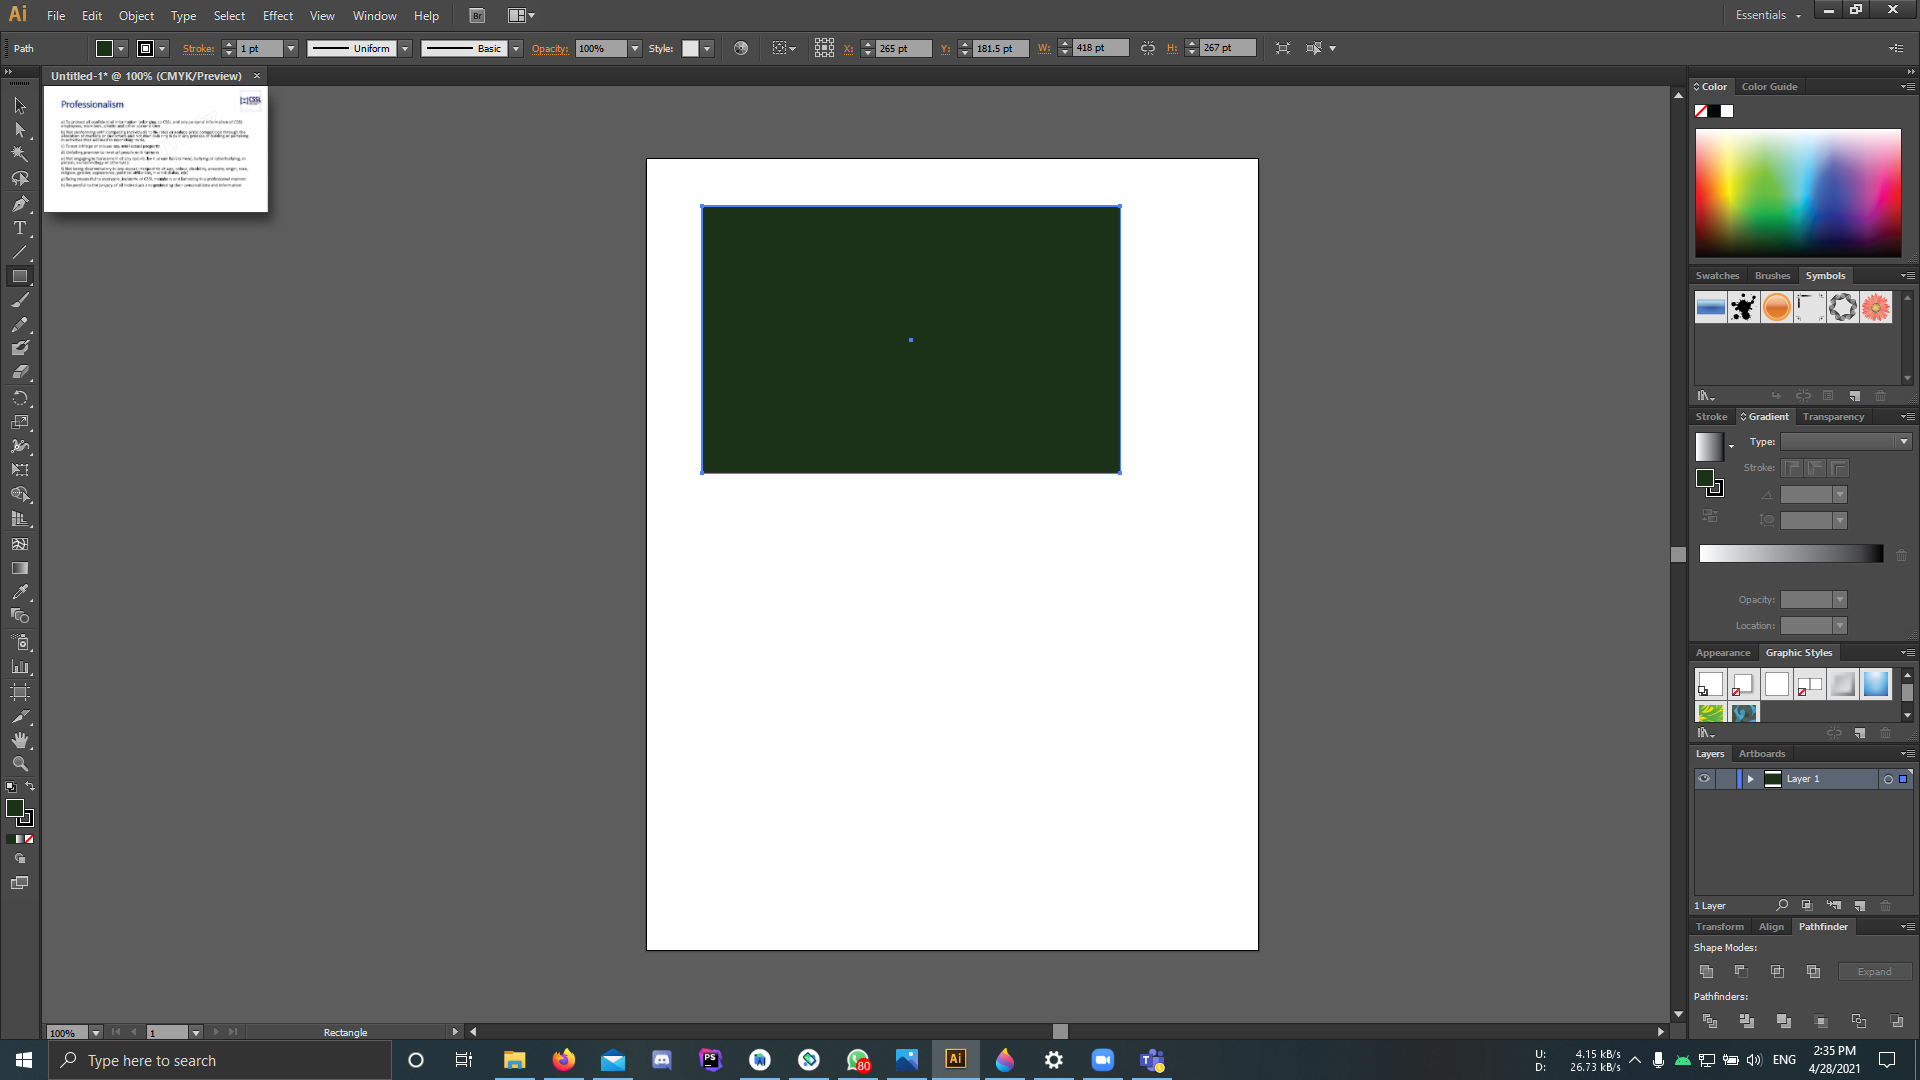 Ai File Edit Object Type Select Effect View Window Help Br Essentials
Path Stroke: 1 pt Uniform Basic Opacity: 100% Style: X: 265 pt Y: 181.5 pt W: 418 pt H: 267 pt
Untitled-1* @ 100% (CMYK/Preview)
Professionalism
CSSL
Color Color Guide
Swatches Brushes Symbols
Stroke Gradient Transparency
Type:
Stroke:
Opacity:
Location:
Appearance Graphic Styles
Layers Artboards
Layer 1
1 Layer
Transform Align Pathfinder
Shape Modes:
Expand
Pathfinders:
100% 1 Rectangle
Type here to search
PS
80
Ai
U: 4.15 kB/s
D: 26.73 kB/s
ENG
2:35 PM
4/28/2021